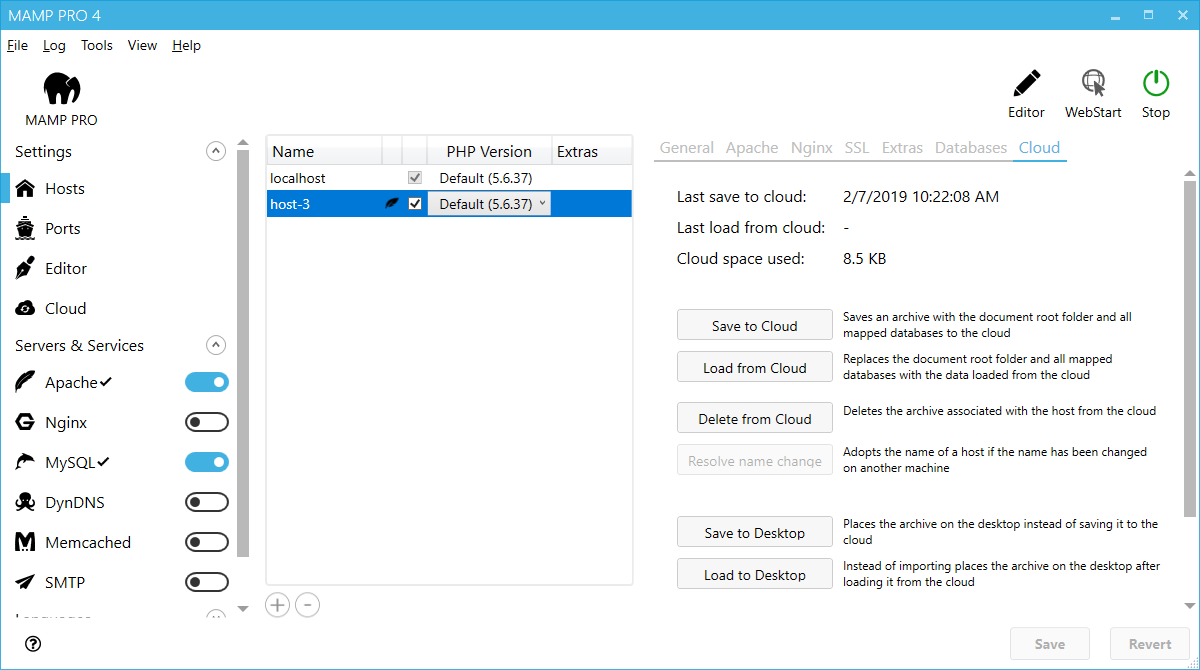 MAMP PRO 4
File Log Tools View Help
MAMP PRO
Editor
WebStart
Stop
Settings
Hosts
Ports
Editor
Cloud
Servers & Services
Apache
Nginx
MySQL
DynDNS
Memcached
SMTP
Name PHP Version Extras
localhost Default (5.6.37)
host-3 Default (5.6.37)
General Apache Nginx SSL Extras Databases Cloud
Last save to cloud: 2/7/2019 10:22:08 AM
Last load from cloud: -
Cloud space used: 8.5 KB
Save to Cloud
Saves an archive with the document root folder and all
mapped databases to the cloud
Load from Cloud
Replaces the document root folder and all mapped
databases with the data loaded from the cloud
Delete from Cloud
Deletes the archive associated with the host from the cloud
Resolve name change
Adopts the name of a host if the name has been changed
on another machine
Save to Desktop
Places the archive on the desktop instead of saving it to the
cloud
Load to Desktop
Instead of importing places the archive on the desktop after
loading it from the cloud
Save
Revert